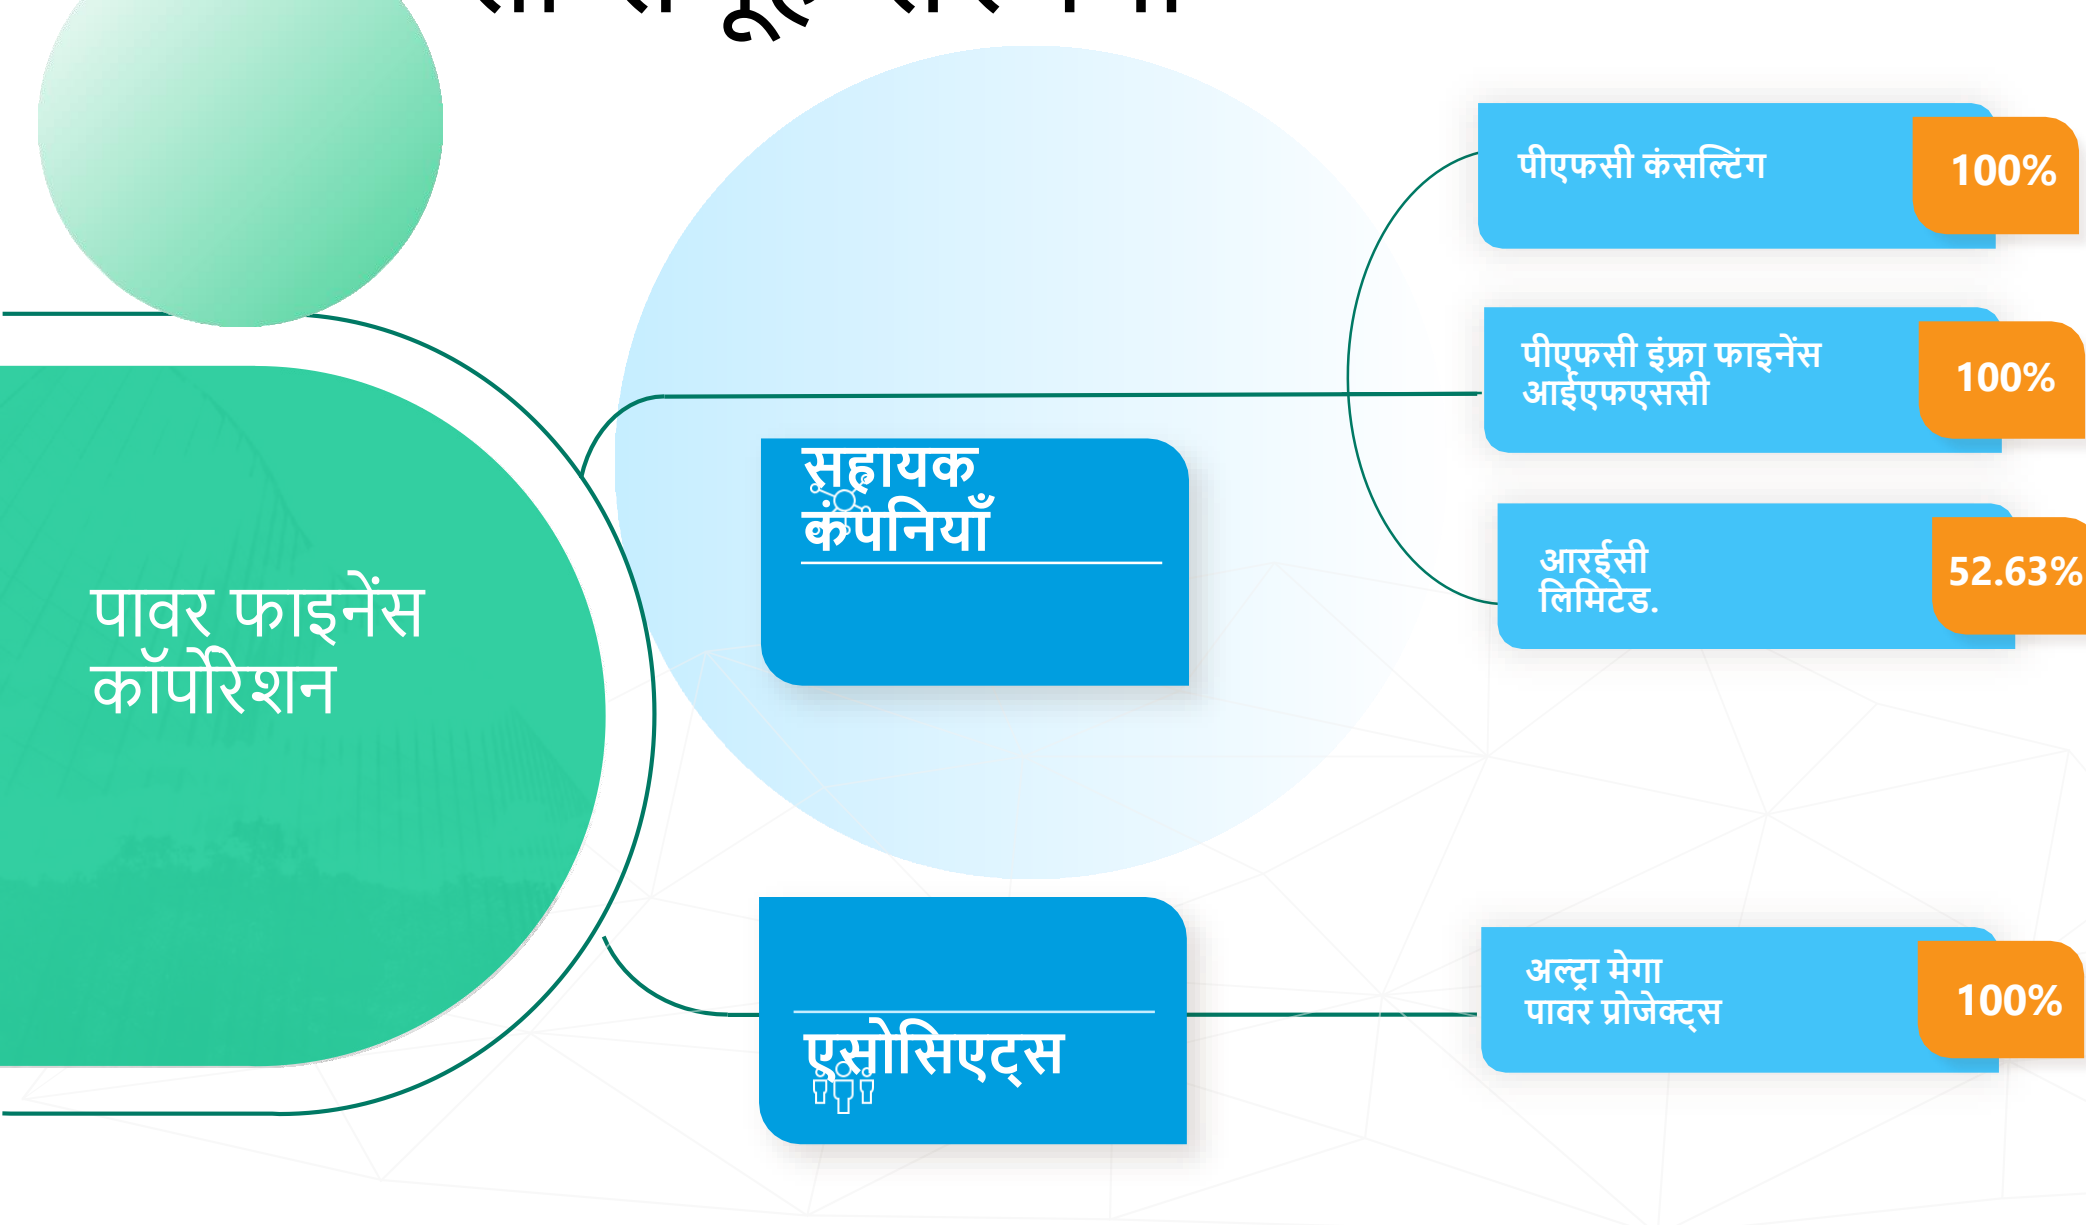 पावर फाइनेंस
कॉर्पोरेशन
सहायक
कंपनियाँ
पीएफसी कंसल्टिंग
100%
पीएफसी इंफ्रा फाइनेंस
आईएफएससी
100%
आरईसी
लिमिटेड.
52.63%
एसोसिएट्स
अल्ट्रा मेगा
पावर प्रोजेक्ट्स
100%